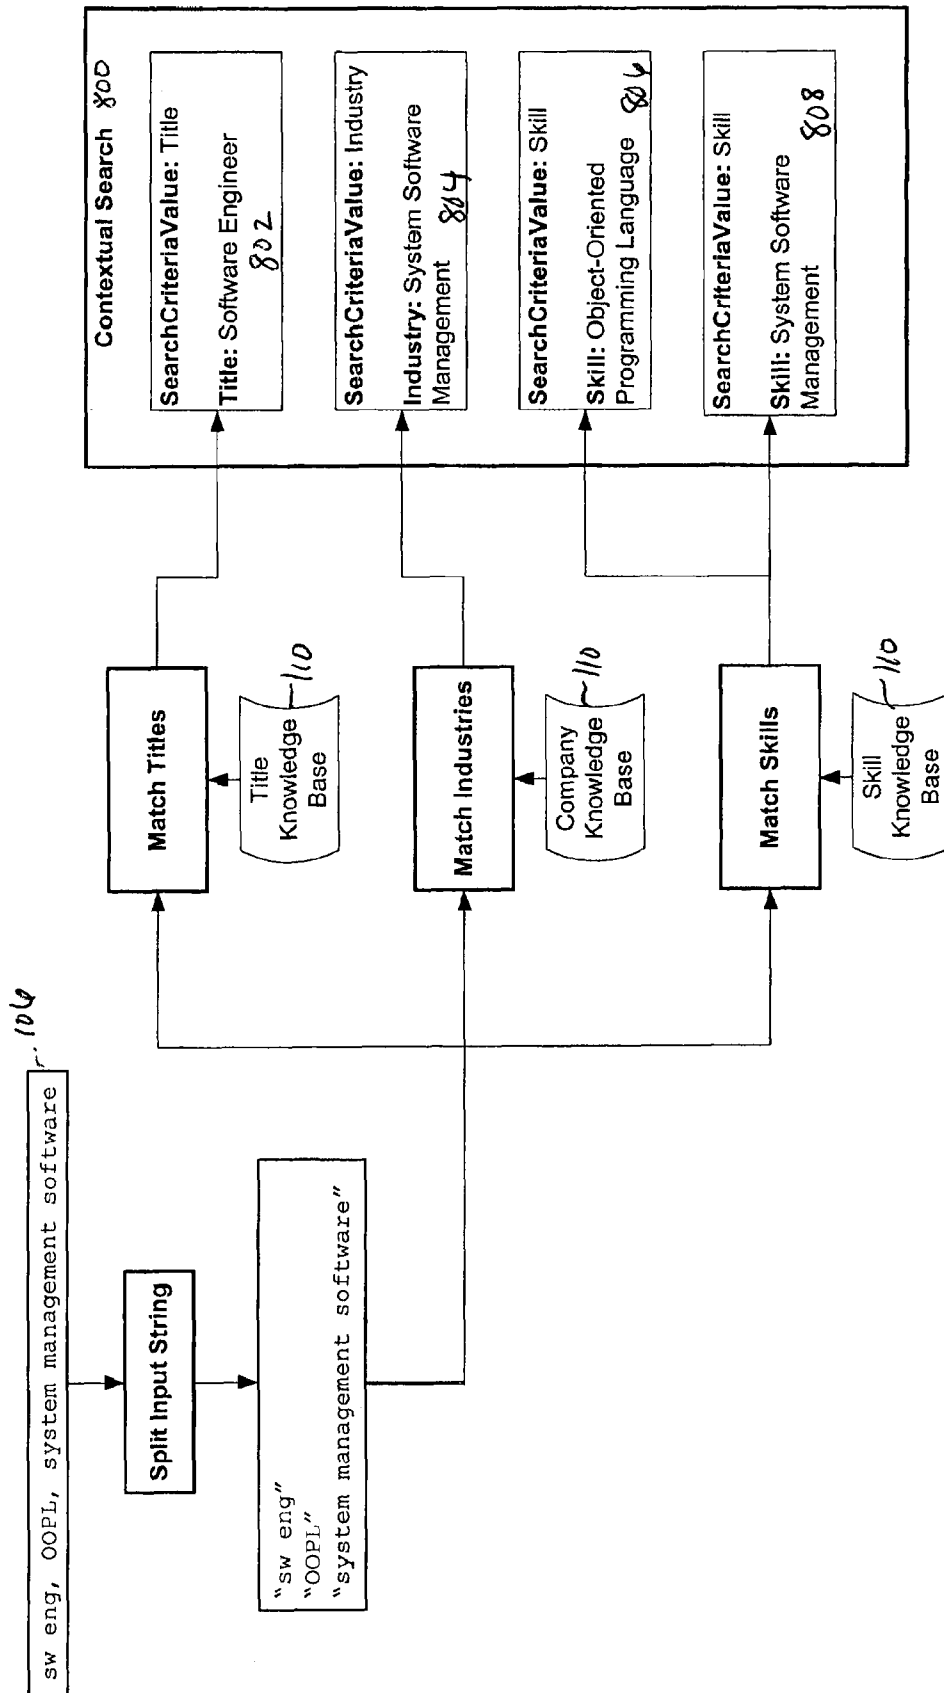 sw eng, OOPL, system management software
106
Split Input String
“sw eng”
“OOPL”
“system management software”
Match Titles
Title
Knowledge
Base
110
Match Industries
Company
Knowledge
Base
110
Match Skills
Skill
Knowledge
Base
110
Contextual Search 800
SearchCriteriaValue: Title
Title: Software Engineer
802
SearchCriteriaValue: Industry
Industry: System Software
Management 804
SearchCriteriaValue: Skill
Skill: Object-Oriented
Programming Language 806
SearchCriteriaValue: Skill
Skill: System Software
Management 808